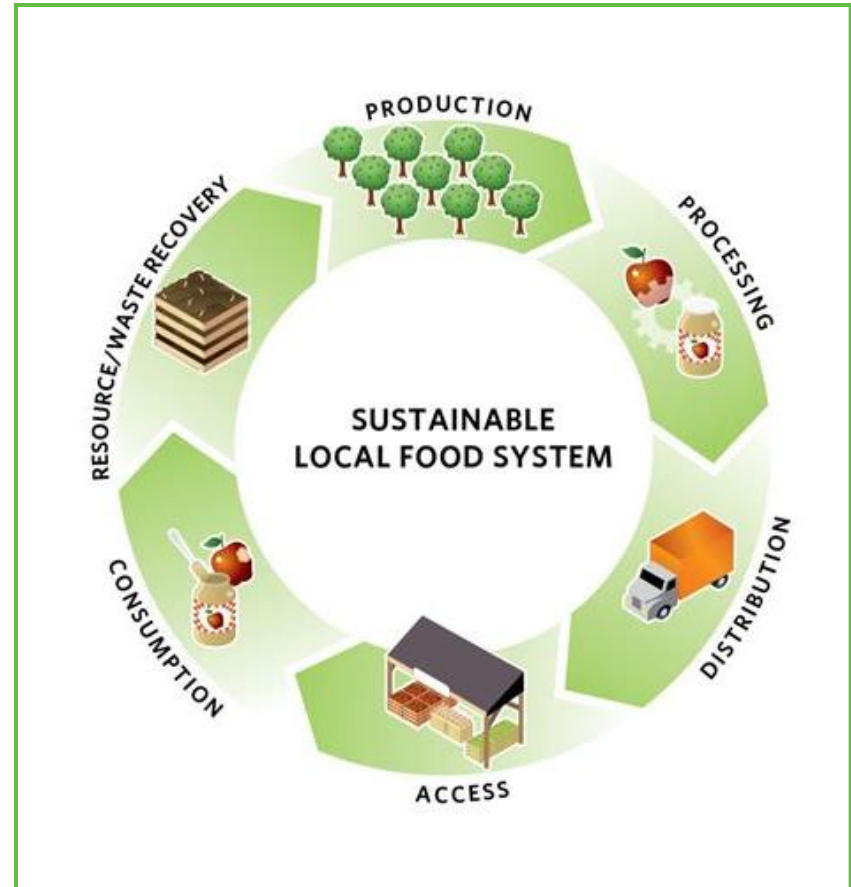 PRODUCTION
PROCESSING
DISTRIBUTION
ACCESS
CONSUMPTION
RESOURCE/WASTE RECOVERY
SUSTAINABLE
LOCAL FOOD SYSTEM